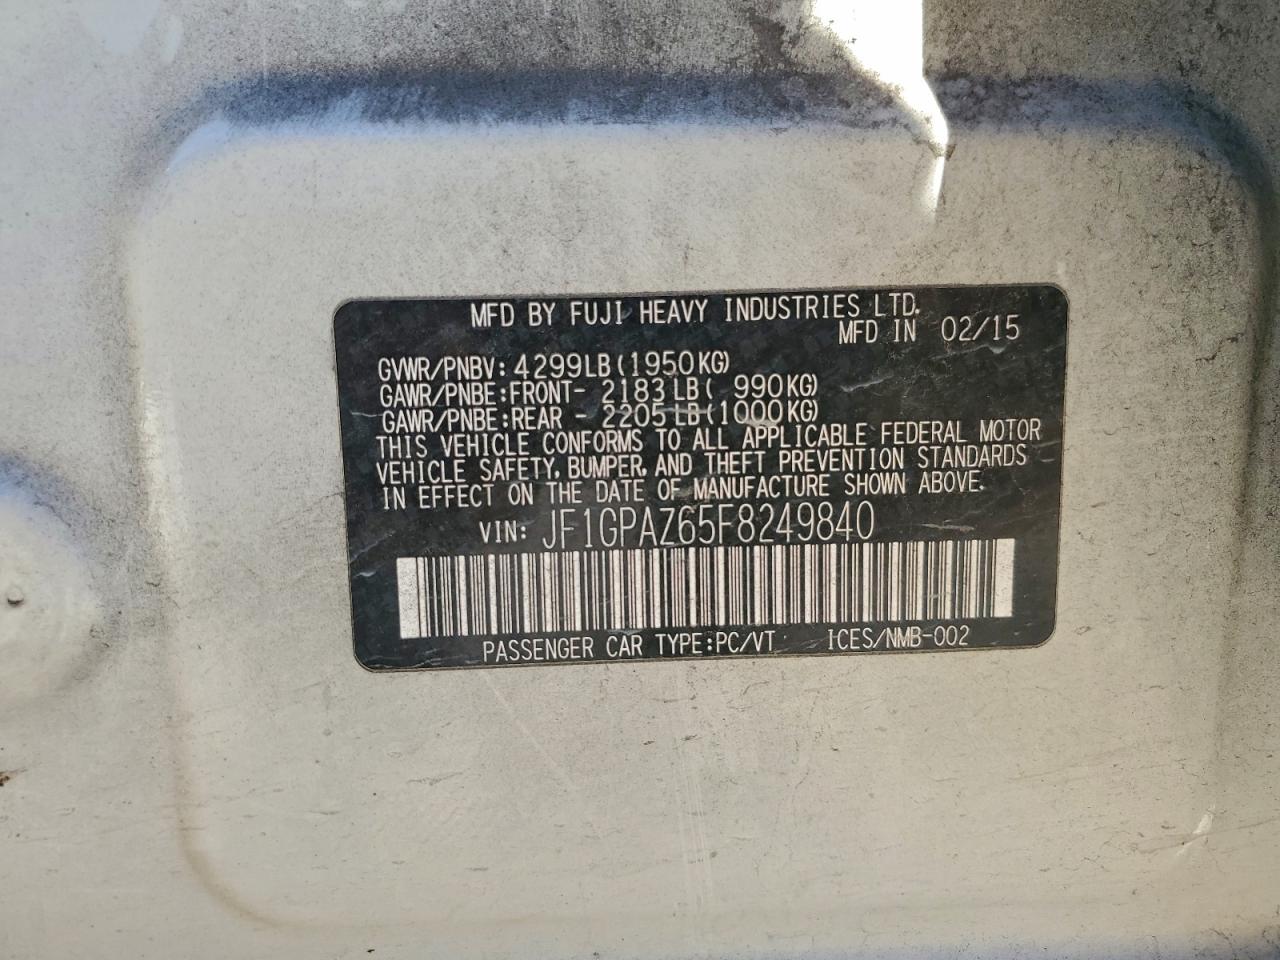 MFD BY FUJI HEAVY INDUSTRIES LTD.
MFD IN 02/15
GVWR/PNBV: 4299LB (1950KG)
GAWR/PNBE:FRONT- 2183LB( 990KG)
GAWR/PNBE:REAR - 2205LB(1000KG)
THIS VEHICLE CONFORMS TO ALL APPLICABLE FEDERAL MOTOR
VEHICLE SAFETY, BUMPER, AND THEFT PREVENTION STANDARDS
IN EFFECT ON THE DATE OF MANUFACTURE SHOWN ABOVE.
VIN: JF1GPAZ65F8249840
PASSENGER CAR TYPE:PC/VT ICES/NMB-002